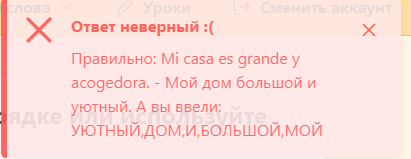 слова
Уроки
Сменить аккаунт
Ответ неверный :(
Правильно: Mi casa es grande y
acogedora. - Мой дом большой и
уютный. А вы ввели:
рядке или используйте
УЮТНЫЙ,ДОМ,И,БОЛЬШОЙ,МОЙ